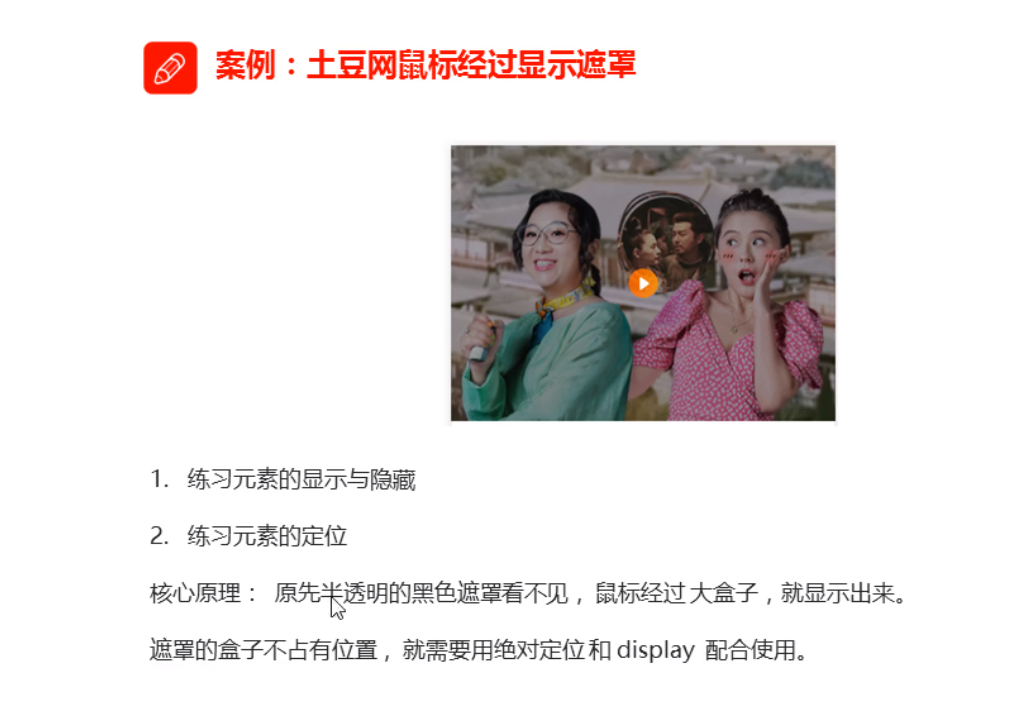 案例：土豆网鼠标经过显示遮罩
1. 练习元素的显示与隐藏
2. 练习元素的定位
核心原理： 原先半透明的黑色遮罩看不见，鼠标经过 大盒子，就显示出来。
遮罩的盒子不占有位置，就需要用绝对定位 和 display 配合使用。